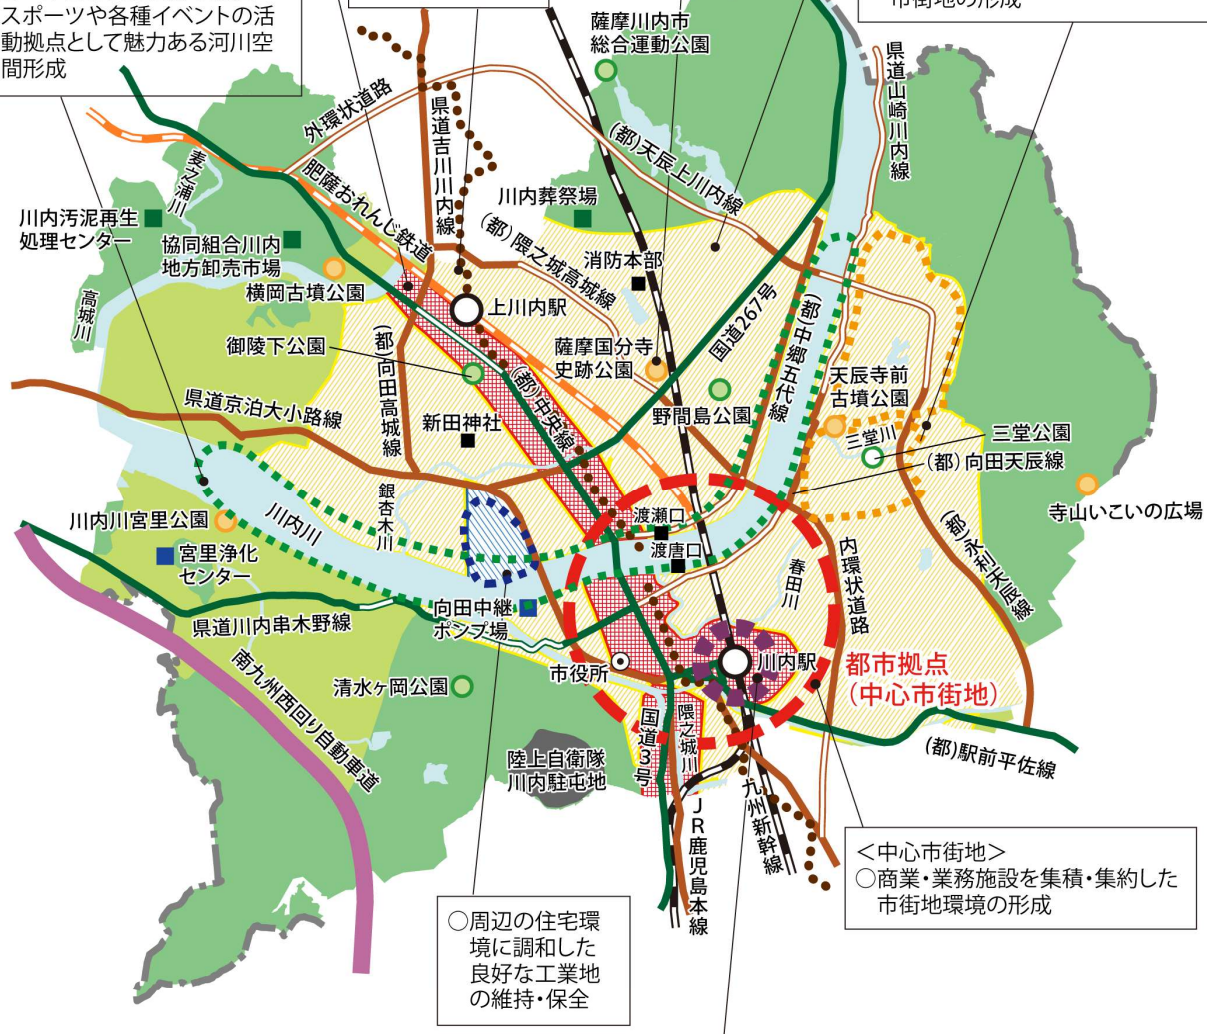 スポーツや各種イベントの活
動拠点として魅力ある河川空
間形成
薩摩川内市
総合運動公園
県道山崎川内線
外環状道路
県道吉川川内線
(都)天辰上川内線
麦之浦川
肥薩おれんじ鉄道
川内葬祭場
川内汚泥再生
処理センター
協同組合川内
地方卸売市場
(都)隈之城高城線
消防本部
横岡古墳公園
高城川
上川内駅
国道267号
(都)中郷五代線
御陵下公園
(都)向田高城線
薩摩国分寺
史跡公園
天辰寺前
古墳公園
県道京泊大小路線
(都)中央線
野間島公園
新田神社
三堂川
三堂公園
(都)向田天辰線
銀杏木川
川内川宮里公園
川内川
渡瀬口
寺山いこいの広場
宮里浄化
センター
渡唐口
春田川
内環状道路
(都)永利天辰線
向田中継
ポンプ場
県道川内串木野線
市役所
川内駅
都市拠点
(中心市街地)
南九州西回り自動車道
清水ヶ岡公園
国道3号
隈之城川
(都)駅前平佐線
陸上自衛隊
川内駐屯地
JR鹿児島本線
九州新幹線
<中心市街地>
○商業・業務施設を集積・集約した
市街地環境の形成
○周辺の住宅環
境に調和した
良好な工業地
の維持・保全